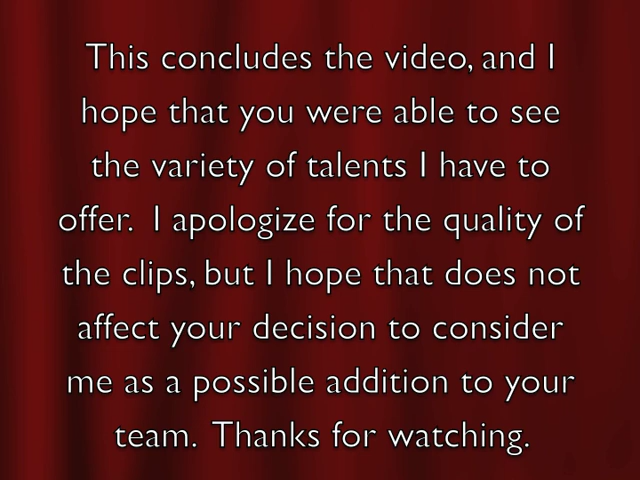 This concludes the video, and I
hope that you were able to see
the variety of talents I have to
offer.  I apologize for the quality of
the clips, but I hope that does not
affect your decision to consider
me as a possible addition to your
team.  Thanks for watching.